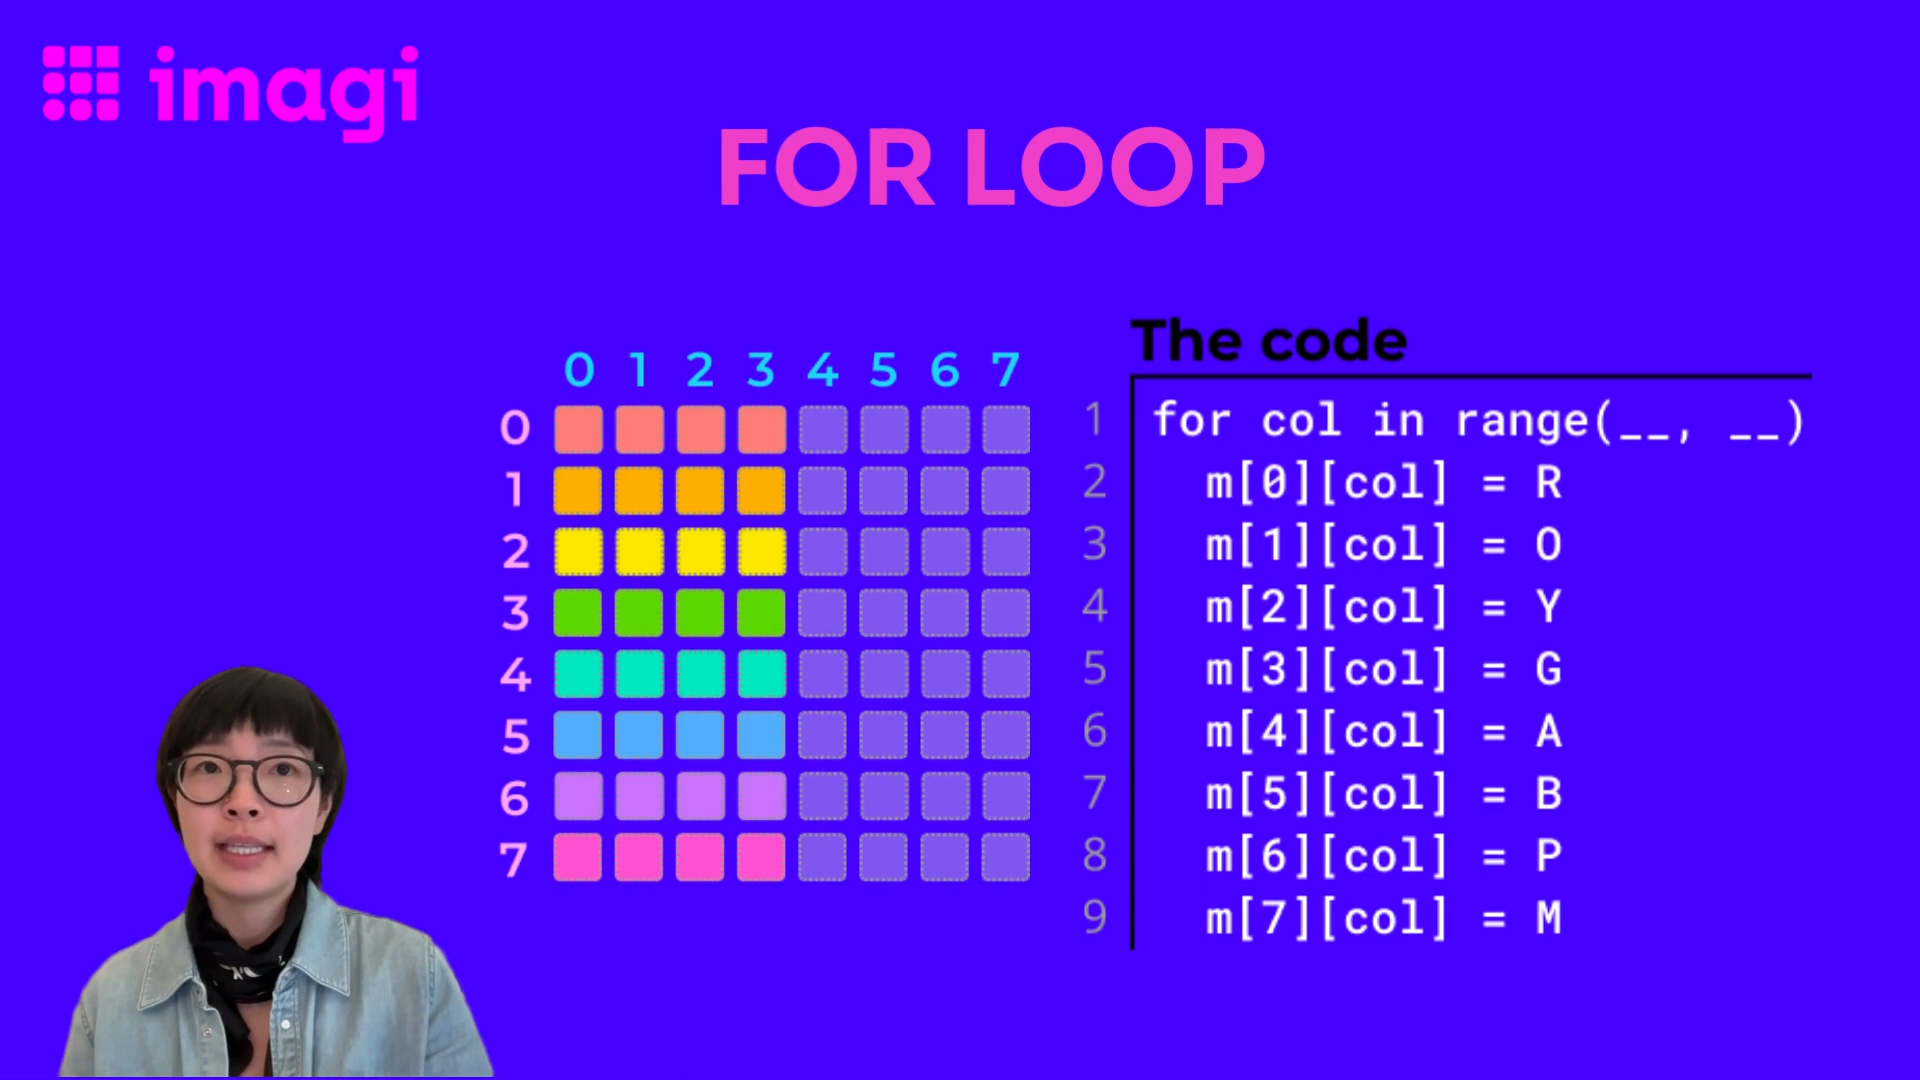 imagi
FOR LOOP
0 1 2 3 4 5 6 7
0
1
2
3
4
5
6
7
The code
1 for col in range(__, __)
2 m[0][col] = R
3 m[1][col] = O
4 m[2][col] = Y
5 m[3][col] = G
6 m[4][col] = A
7 m[5][col] = B
8 m[6][col] = P
9 m[7][col] = M